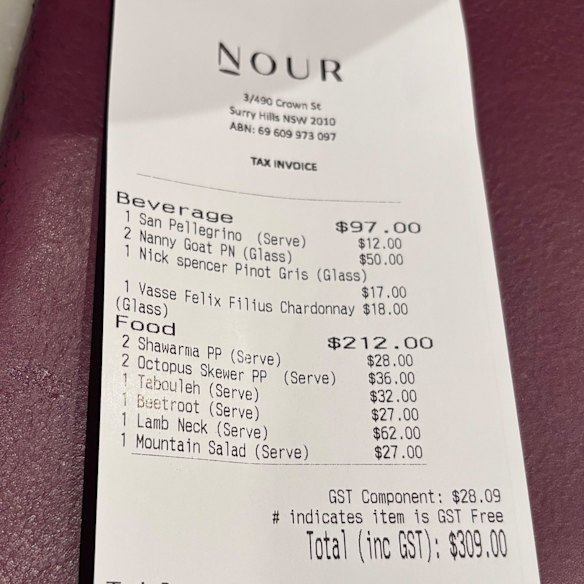 NOUR
3/490 Crown St
Surry Hills NSW 2010
ABN: 69 609 973 097
TAX INVOICE
Beverage $97.00
1 San Pellegrino (Serve) $12.00
2 Nanny Goat PN (Glass) $50.00
1 Nick spencer Pinot Gris (Glass)
$17.00
1 Vasse Felix Filius Chardonnay $18.00
(Glass)
Food $212.00
2 Shawarma PP (Serve) $28.00
2 Octopus Skewer PP (Serve) $36.00
1 Tabouleh (Serve) $32.00
1 Beetroot (Serve) $27.00
1 Lamb Neck (Serve) $62.00
1 Mountain Salad (Serve) $27.00
GST Component: $28.09
# indicates item is GST Free
Total (inc GST): $309.00